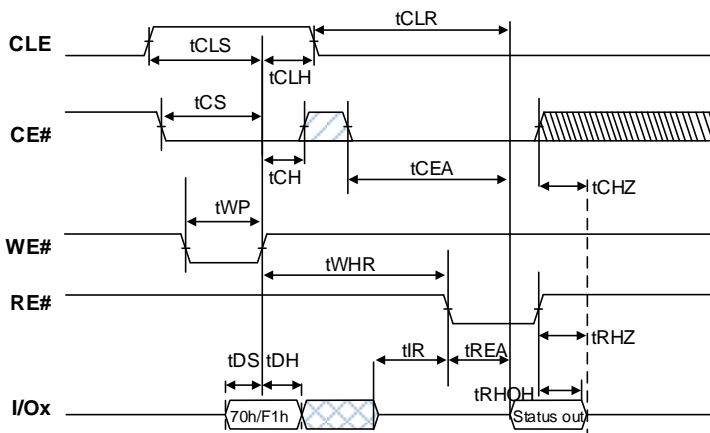 tCLR
CLE
tCLS
tCLH
tCS
CE#
tCH
tCEA
tCHZ
tWP
WE#
tWHR
RE#
tIR
tREA
tRHZ
tDS
tDH
tRHOH
I/Ox
70h/F1h
Status out